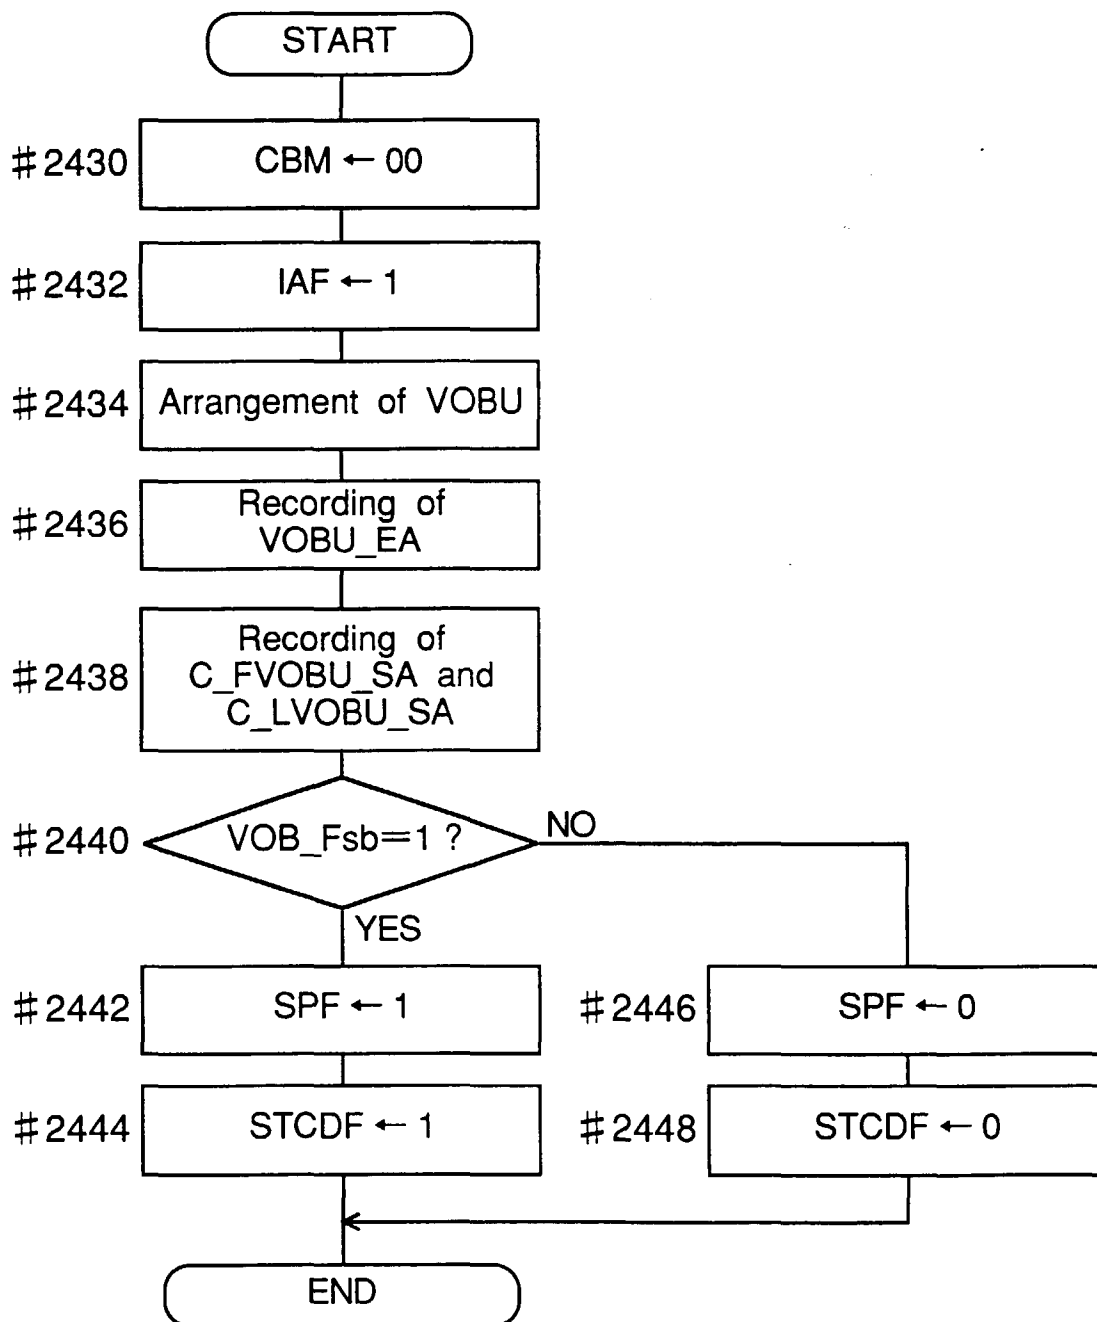 START
#2430 CBM ← 00
#2432 IAF ← 1
#2434 Arrangement of VOBU
#2436 Recording of
VOBU_EA
#2438 Recording of
C_FVOBU_SA and
C_LVOBU_SA
#2440 VOB_Fsb=1 ? NO
YES
#2442 SPF ← 1 #2446 SPF ← 0
#2444 STCDF ← 1 #2448 STCDF ← 0
END